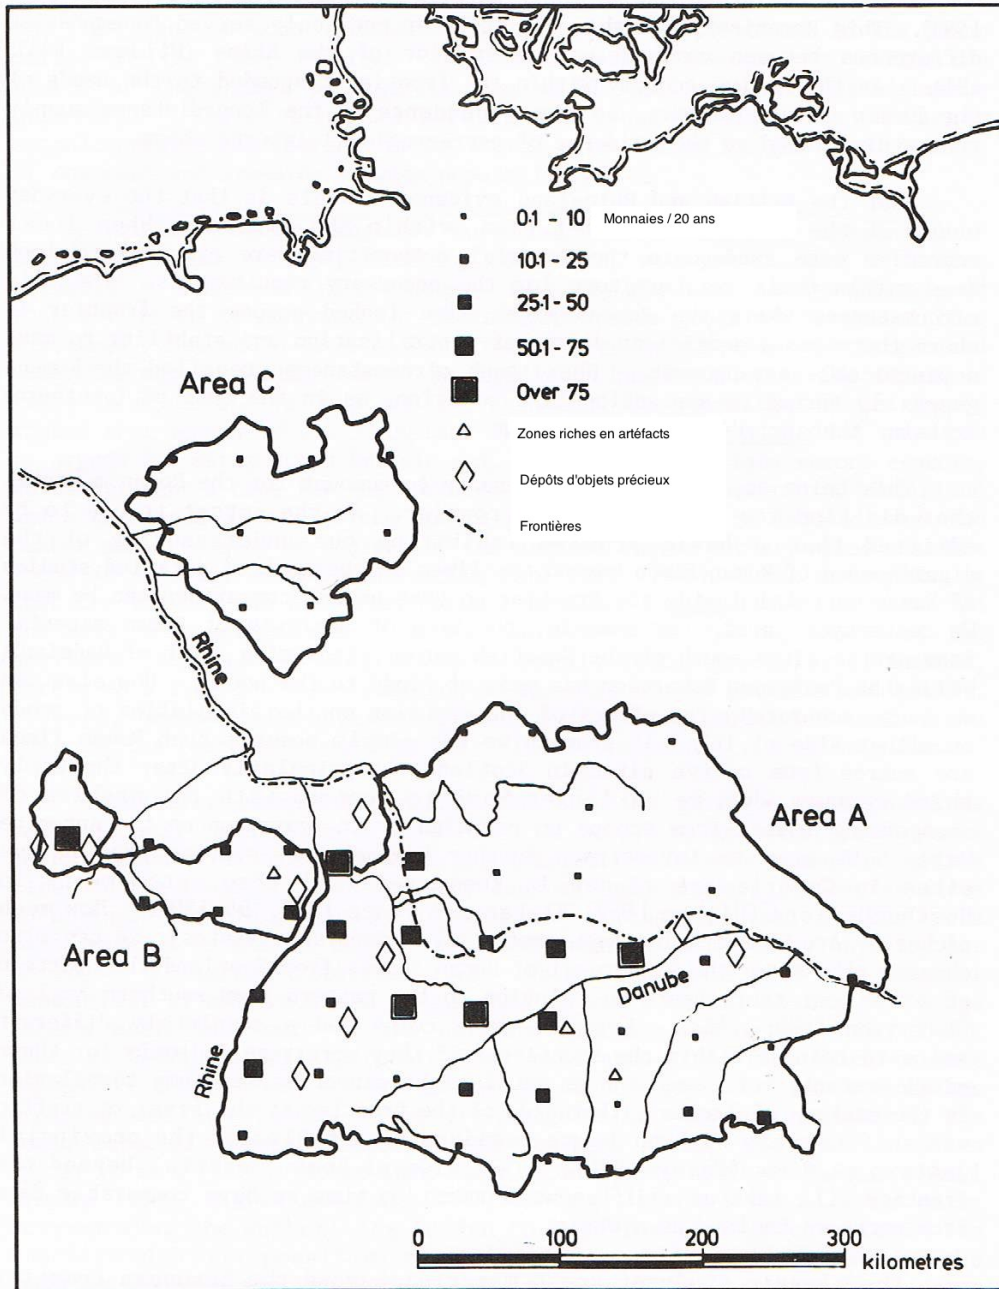 0.1 - 10 Monnaies / 20 ans
10.1 - 25
25.1 - 50
50.1 - 75
Over 75
Zones riches en artéfacts
Dépôts d'objets précieux
Frontières
Area C
Rhine
Area A
Area B
Danube
Rhine
0 100 200 300
kilometres